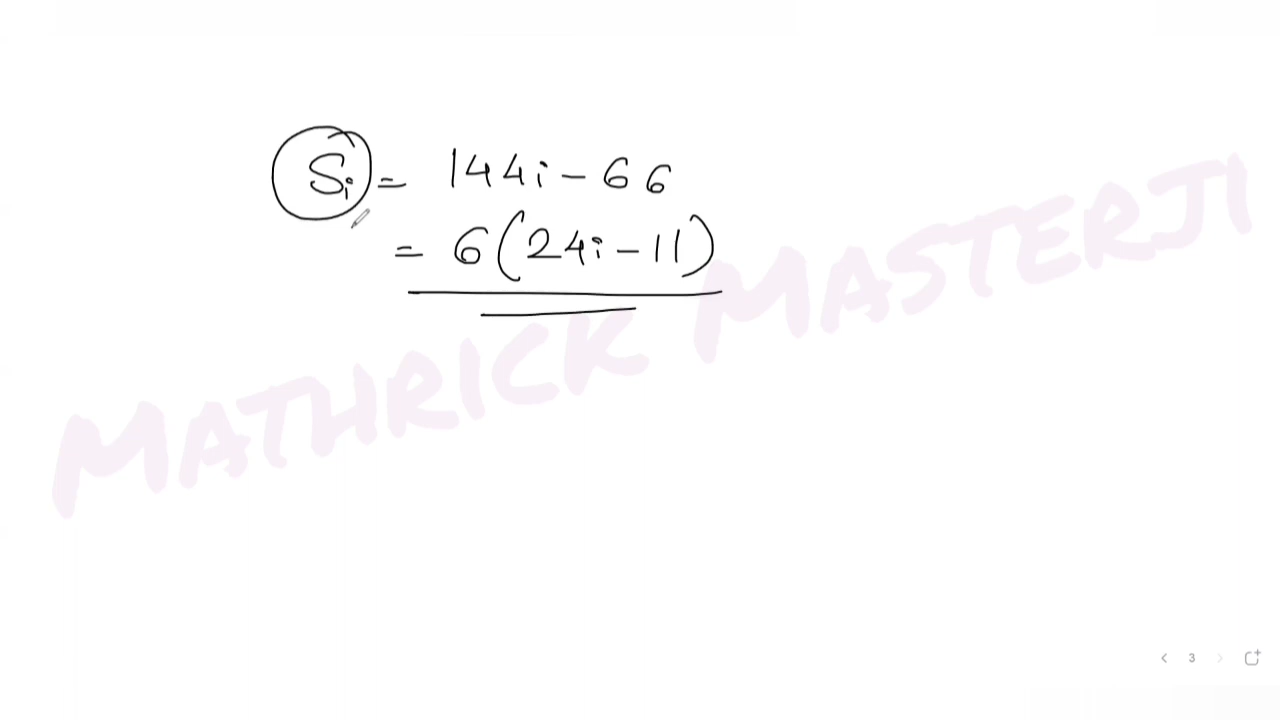 Si = 144i - 66
= 6(24i - 11)
MATHRICK MASTERJI
< 3 >